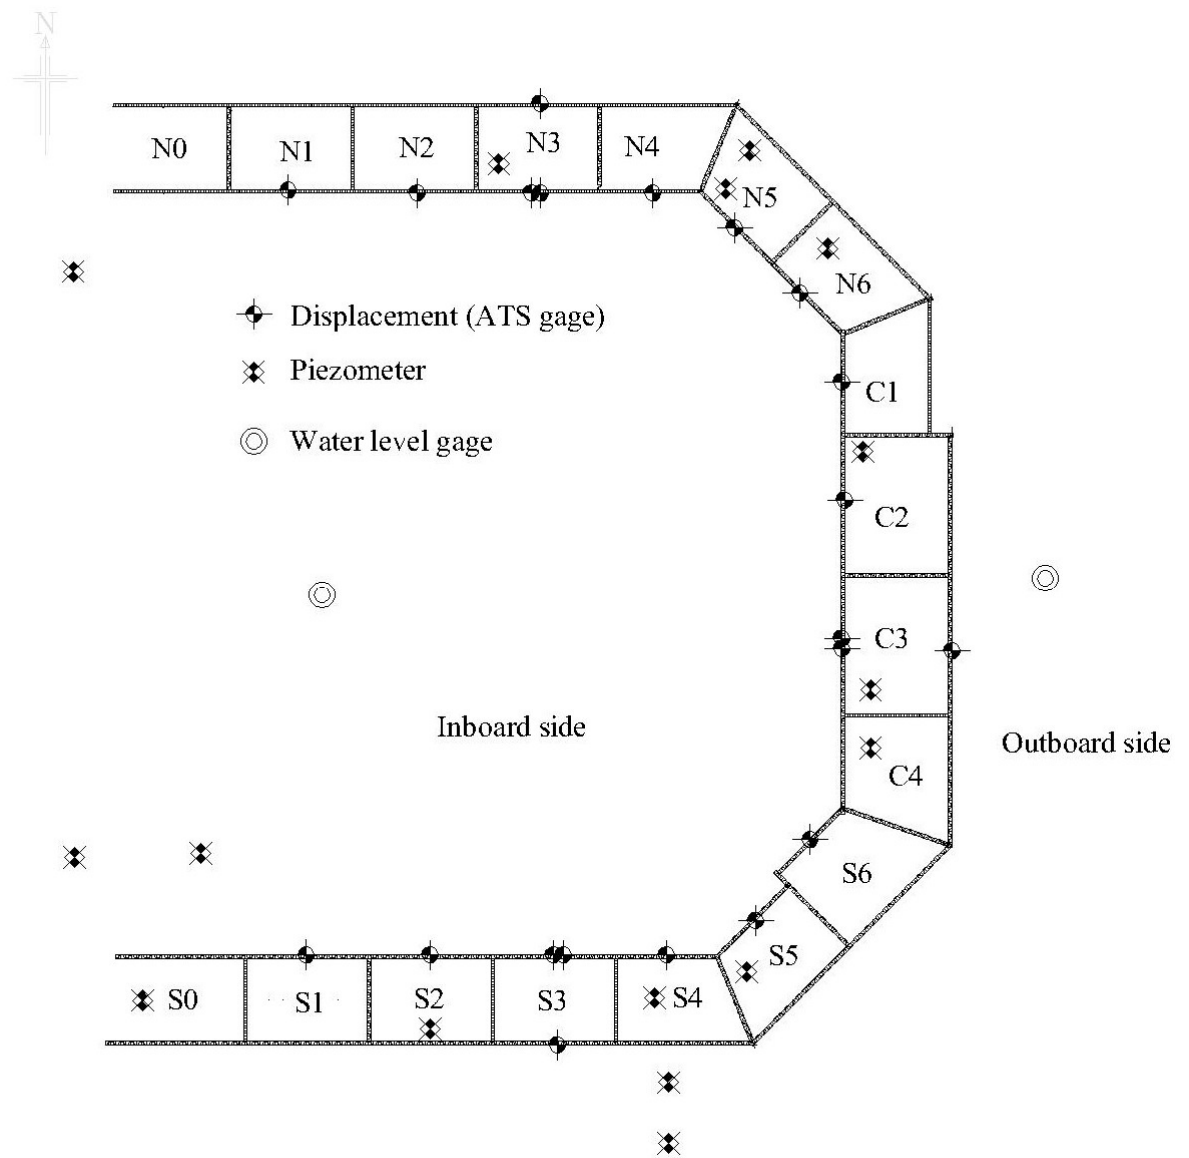 N
N0 N1 N2 N3 N4
N5
N6
Displacement (ATS gage)
Piezometer
Water level gage
C1
C2
C3
Inboard side
Outboard side
C4
S6
S5
S0 S1 S2 S3 S4